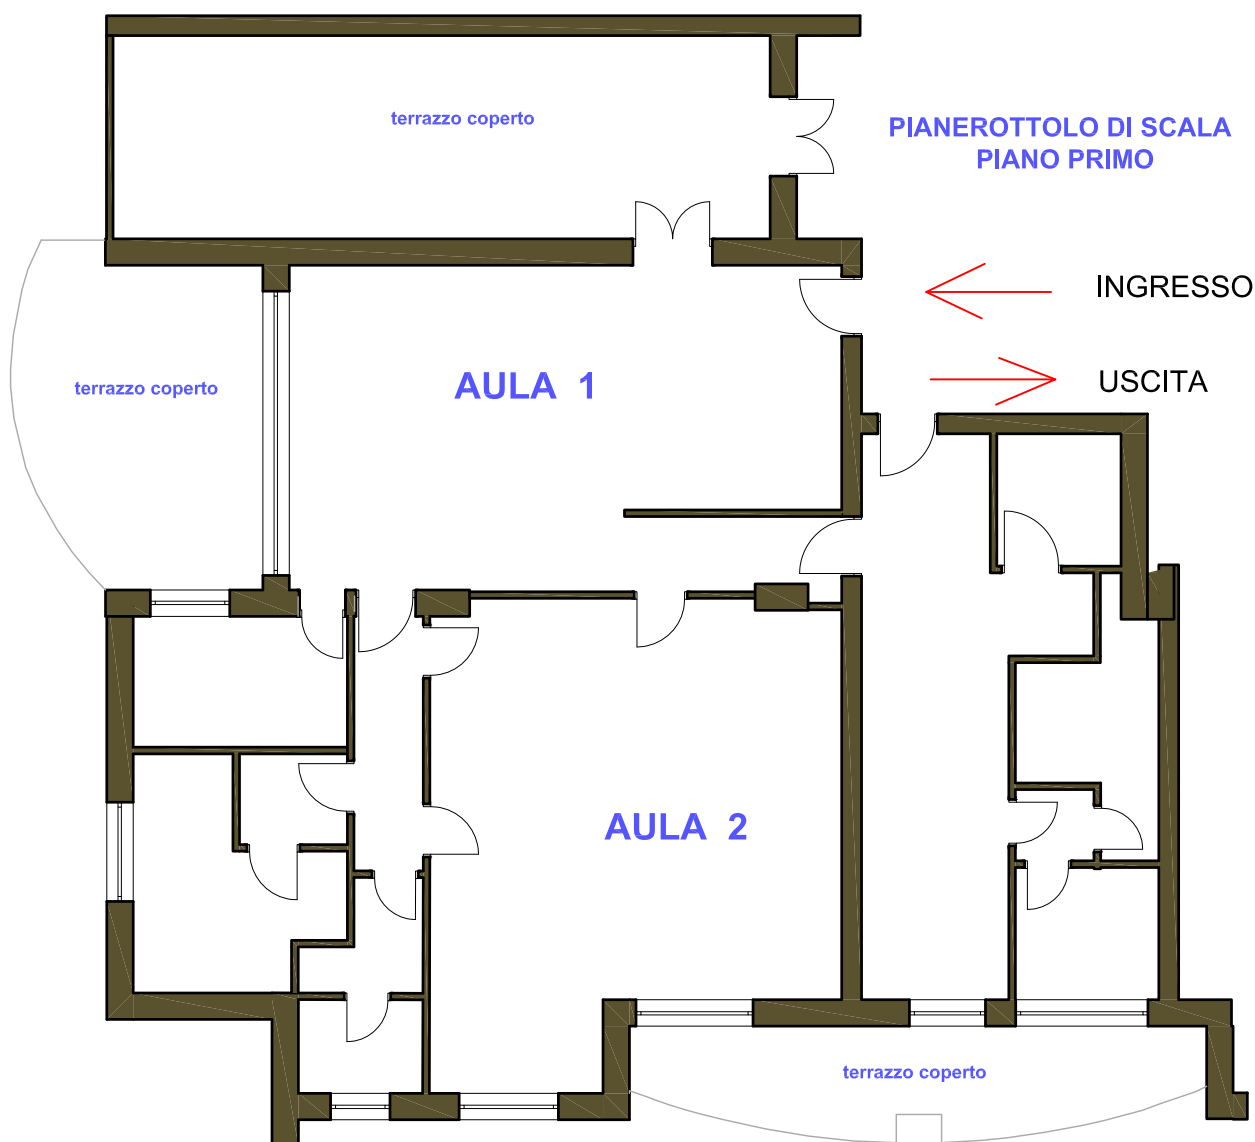 terrazzo coperto
PIANEROTTOLO DI SCALA
PIANO PRIMO
INGRESSO
USCITA
terrazzo coperto
AULA 1
AULA 2
terrazzo coperto